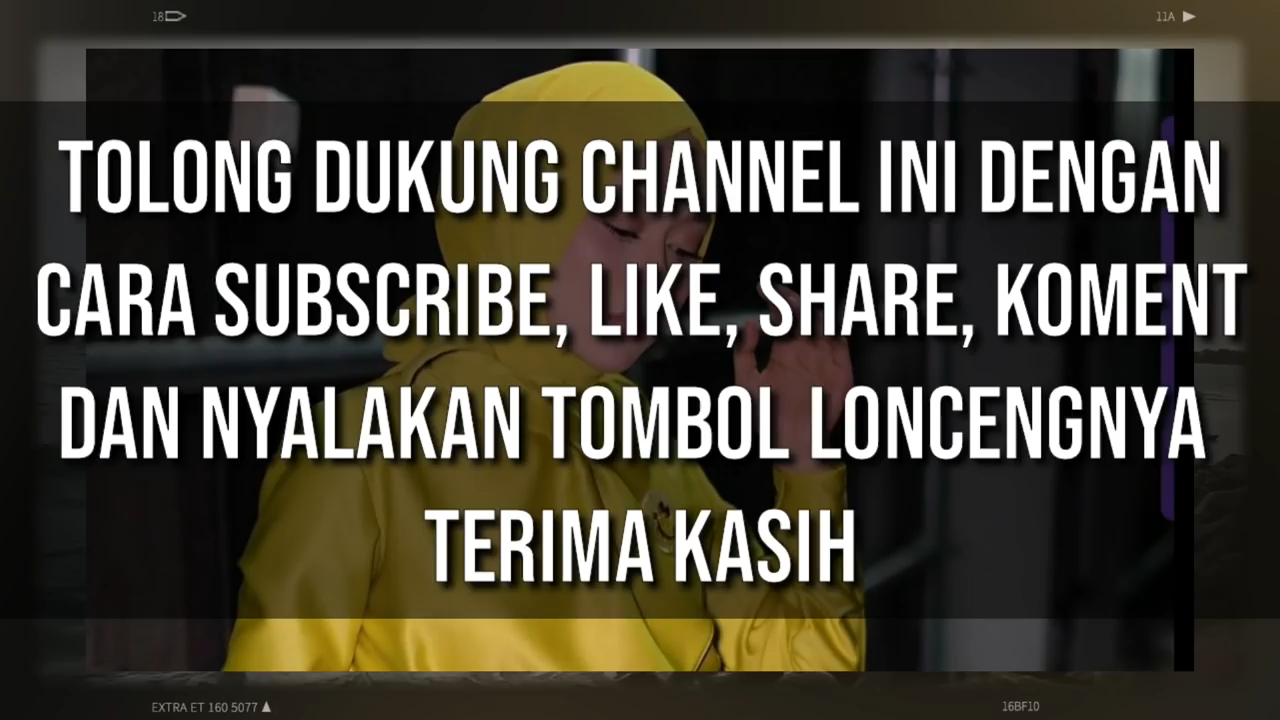 18
11A
TOLONG DUKUNG CHANNEL INI DENGAN
CARA SUBSCRIBE, LIKE, SHARE, KOMENT
DAN NYALAKAN TOMBOL LONCENGNYA
TERIMA KASIH
EXTRA ET 160 5077
16BF10